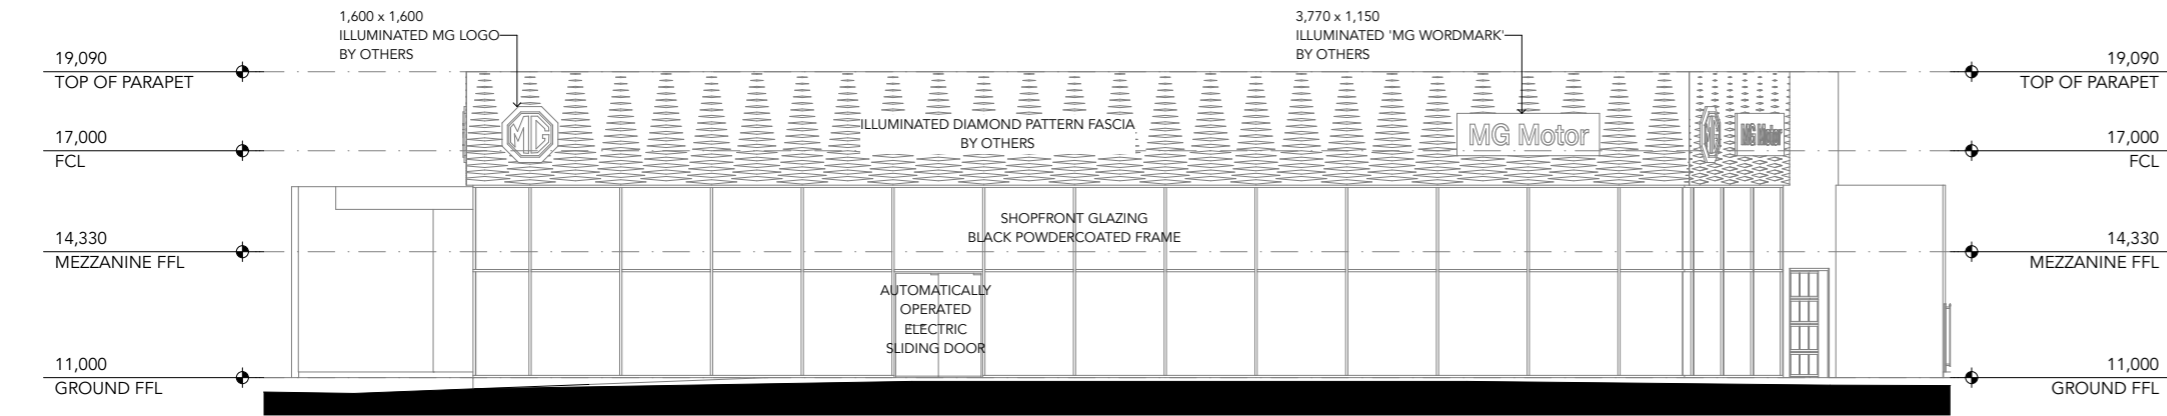 1,600 x 1,600
ILLUMINATED MG LOGO
BY OTHERS
3,770 x 1,150
ILLUMINATED 'MG WORDMARK'
BY OTHERS
19,090
TOP OF PARAPET
19,090
TOP OF PARAPET
MG
ILLUMINATED DIAMOND PATTERN FASCIA
BY OTHERS
MG Motor
MG
MG Motor
17,000
FCL
17,000
FCL
SHOPFRONT GLAZING
BLACK POWDERCOATED FRAME
14,330
MEZZANINE FFL
14,330
MEZZANINE FFL
AUTOMATICALLY
OPERATED
ELECTRIC
SLIDING DOOR
11,000
GROUND FFL
11,000
GROUND FFL